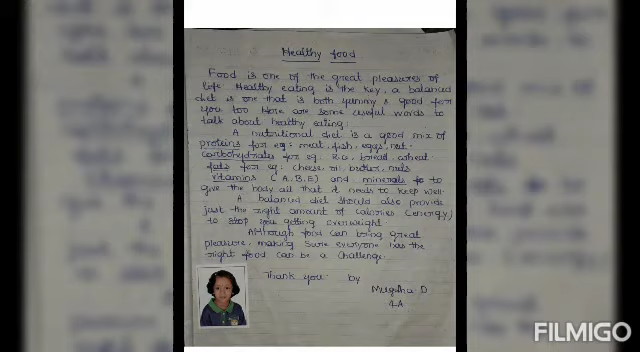 Healthy food
Food is one of the great pleasures of
life Healthy eating is the key, a balanced
diet is one that is both yummy & good for
you too Here are some useful words to
talk about healthy eating.
A nutritional diet is a good mix of
proteins for eg: meat, fish, eggs, nut.
carbohydrates for eg. bread, wheat
fats for eg: cheese, oil, butter, nuts
vitamins (A, B, E) and minerals to
give the body all that it needs to keep well.
A balanced diet should also provide
just the right amount of calories (energy)
to stop you getting overweight
Although food can bring great
pleasure, making sure everyone has the
right food can be a challenge.
Thank you by
Mugdha D
4-A
FILMIGO